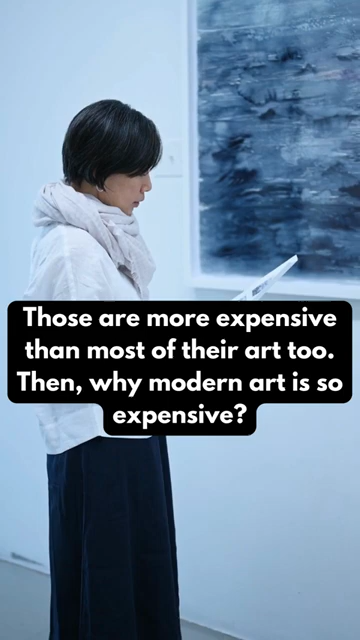 Those are more expensive
than most of their art too.
Then, why modern art is so
expensive?